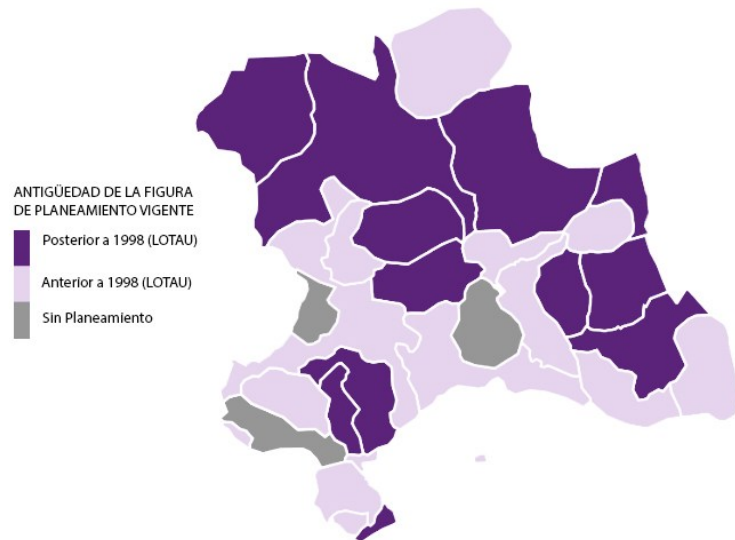 ANTIGÜEDAD DE LA FIGURA
DE PLANEAMIENTO VIGENTE
Posterior a 1998 (LOTAU)
Anterior a 1998 (LOTAU)
Sin Planeamiento